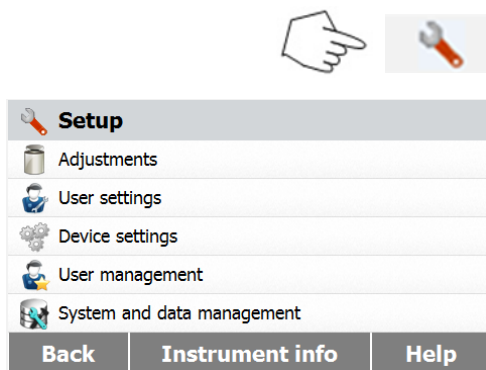 Setup
Adjustments
User settings
Device settings
User management
System and data management
Back Instrument info Help